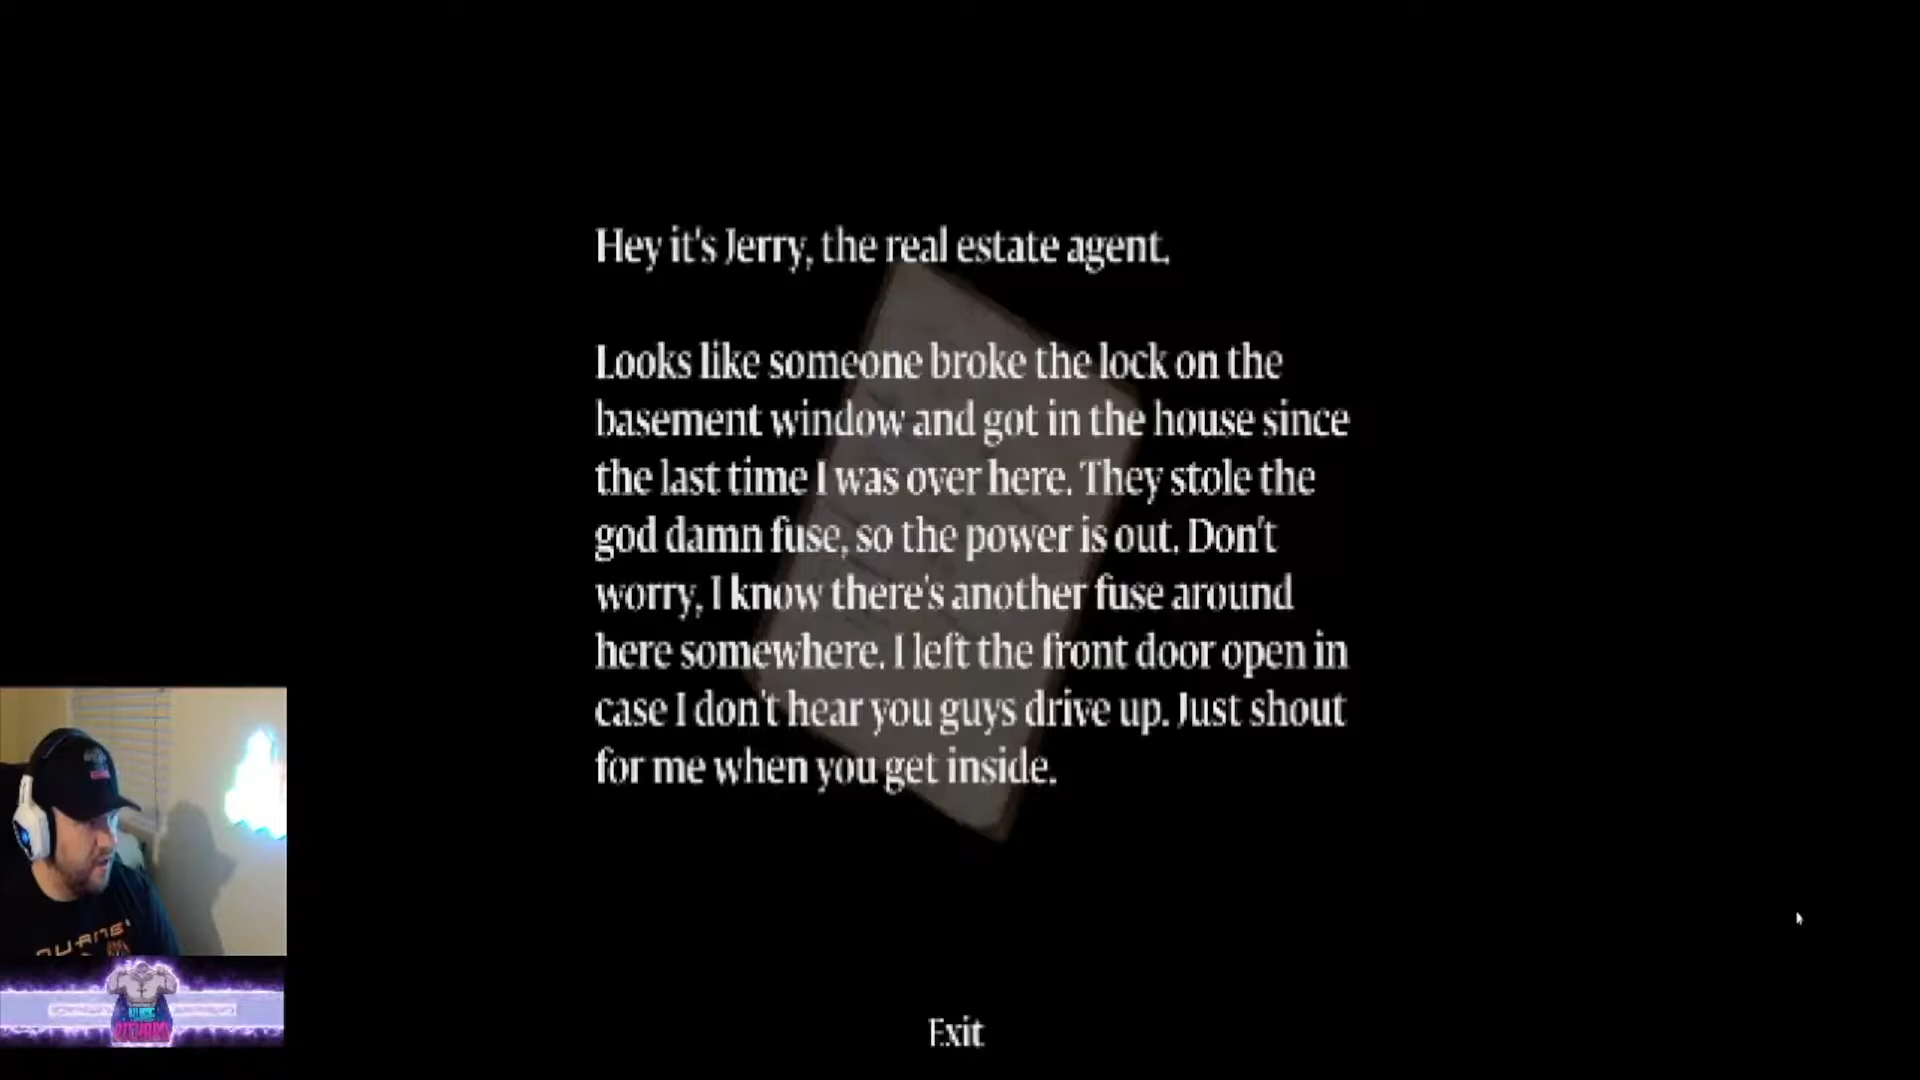 Hey it's Jerry, the real estate agent.
Looks like someone broke the lock on the
basement window and got in the house since
the last time I was over here. They stole the
god damn fuse, so the power is out. Don't
worry, I know there's another fuse around
here somewhere. I left the front door open in
case I don't hear you guys drive up. Just shout
for me when you get inside.
Exit